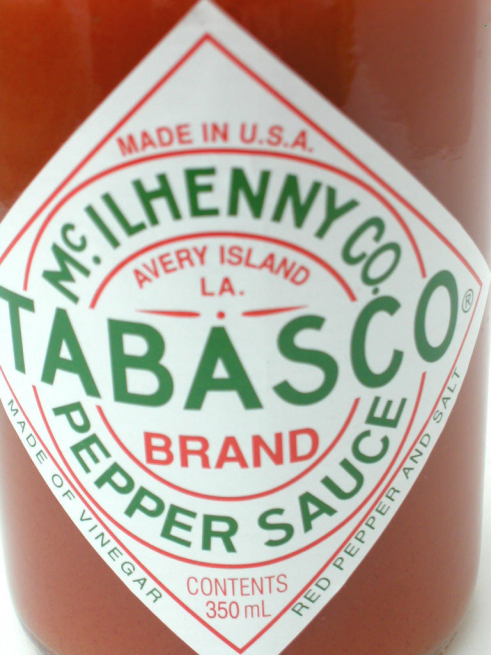 MADE IN U.S.A.
McILHENNY CO.
AVERY ISLAND
LA.
TABASCO®
BRAND
PEPPER SAUCE
MADE OF VINEGAR
RED PEPPER AND SALT
CONTENTS
350 mL